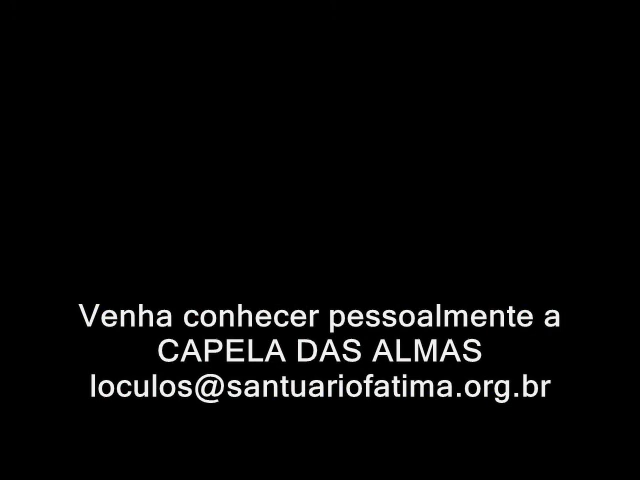 Venha conhecer pessoalmente a
CAPELA DAS ALMAS
loculos@santuariofatima.org.br